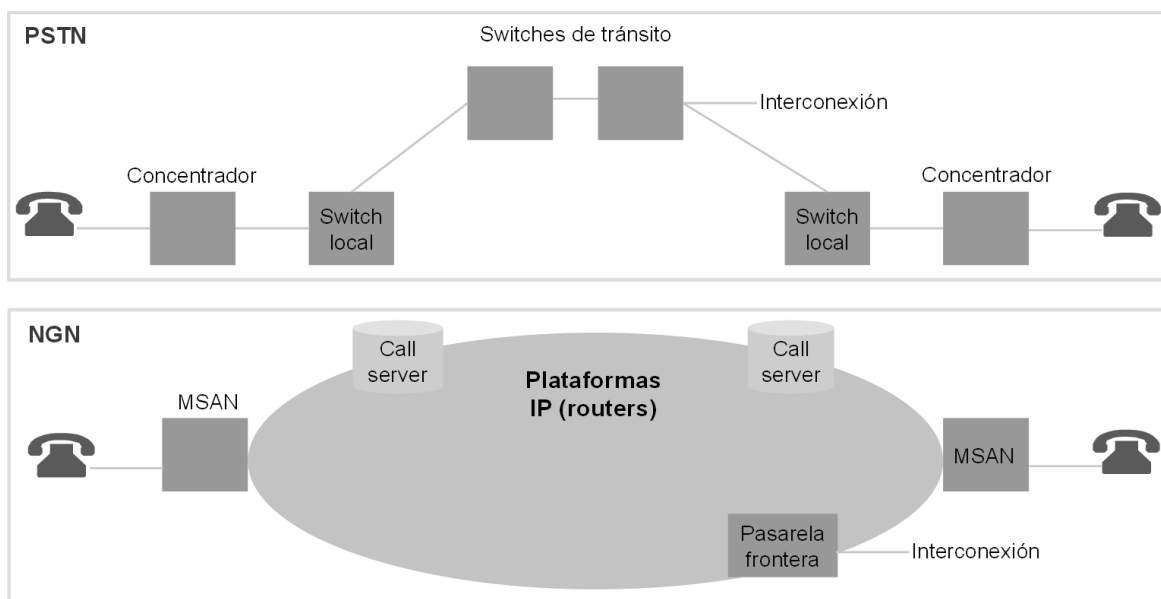 PSTN
Switches de tránsito
Interconexión
Concentrador
Concentrador
Switch
local
Switch
local
NGN
Call
server
Call
server
Plataformas
IP (routers)
MSAN
MSAN
Pasarela
frontera
Interconexión